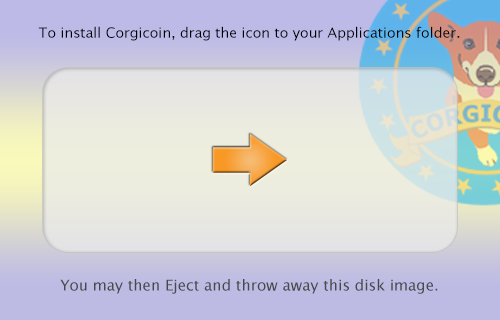 To install Corgicoin, drag the icon to your Applications folder.
CORGIC
You may then Eject and throw away this disk image.